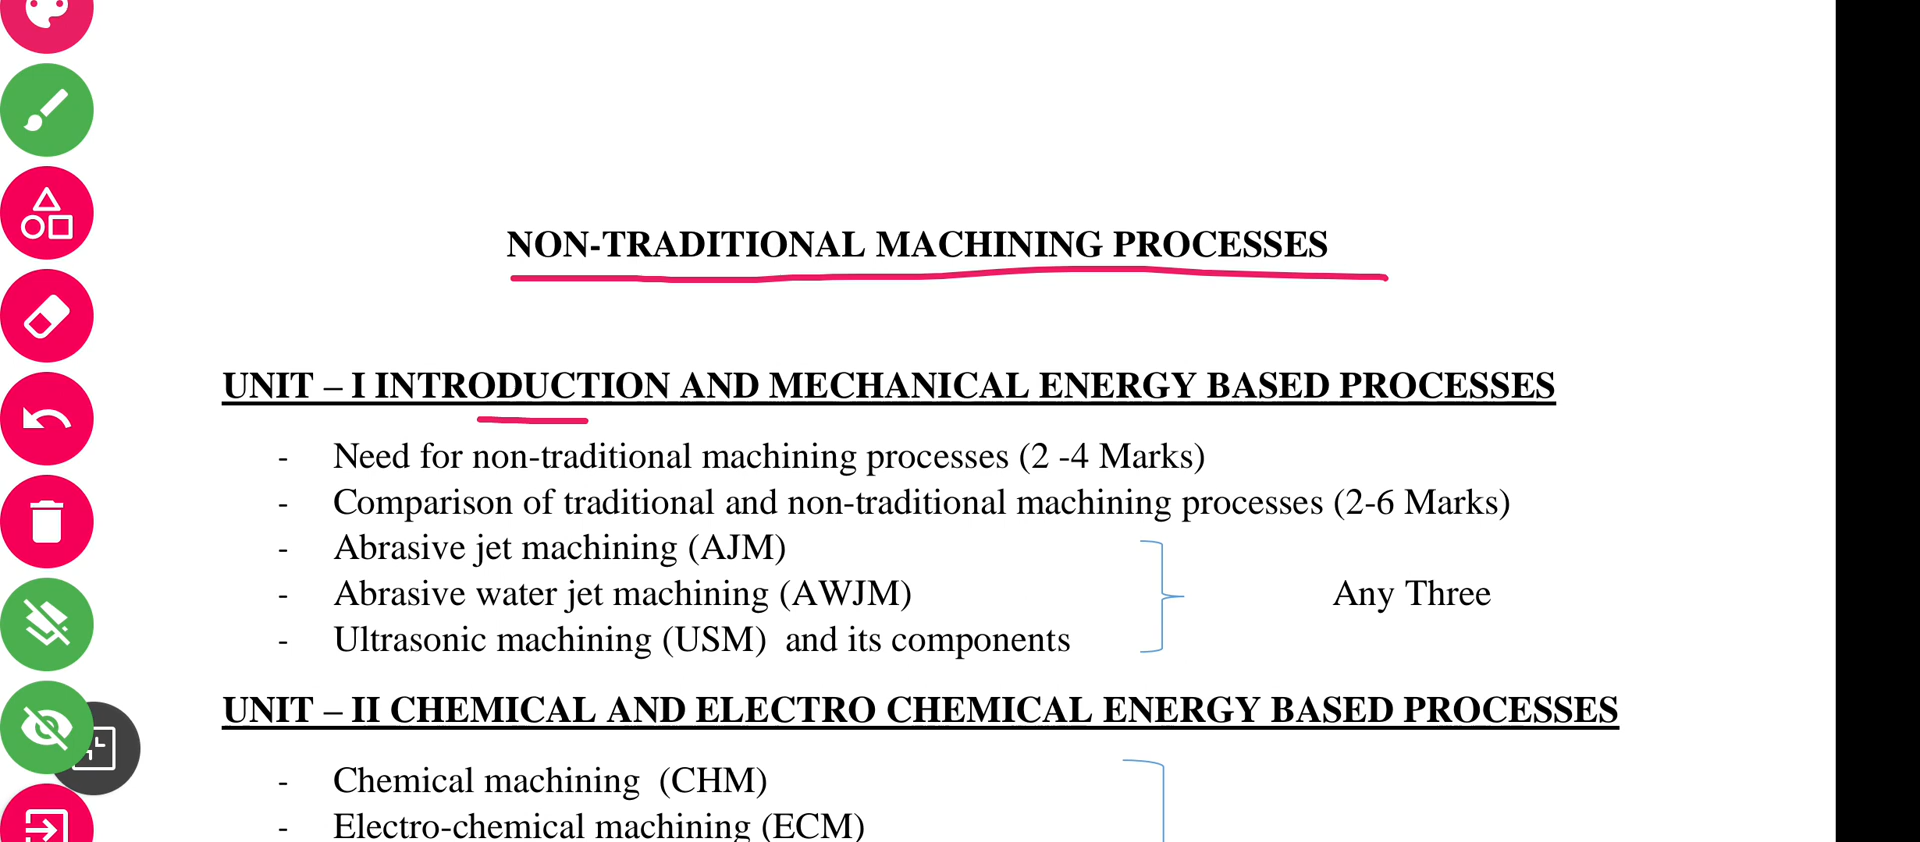 NON-TRADITIONAL MACHINING PROCESSES
UNIT – I INTRODUCTION AND MECHANICAL ENERGY BASED PROCESSES
- Need for non-traditional machining processes (2 -4 Marks)
- Comparison of traditional and non-traditional machining processes (2-6 Marks)
- Abrasive jet machining (AJM)
- Abrasive water jet machining (AWJM)
- Ultrasonic machining (USM)  and its components
Any Three
UNIT – II CHEMICAL AND ELECTRO CHEMICAL ENERGY BASED PROCESSES
- Chemical machining  (CHM)
- Electro-chemical machining (ECM)